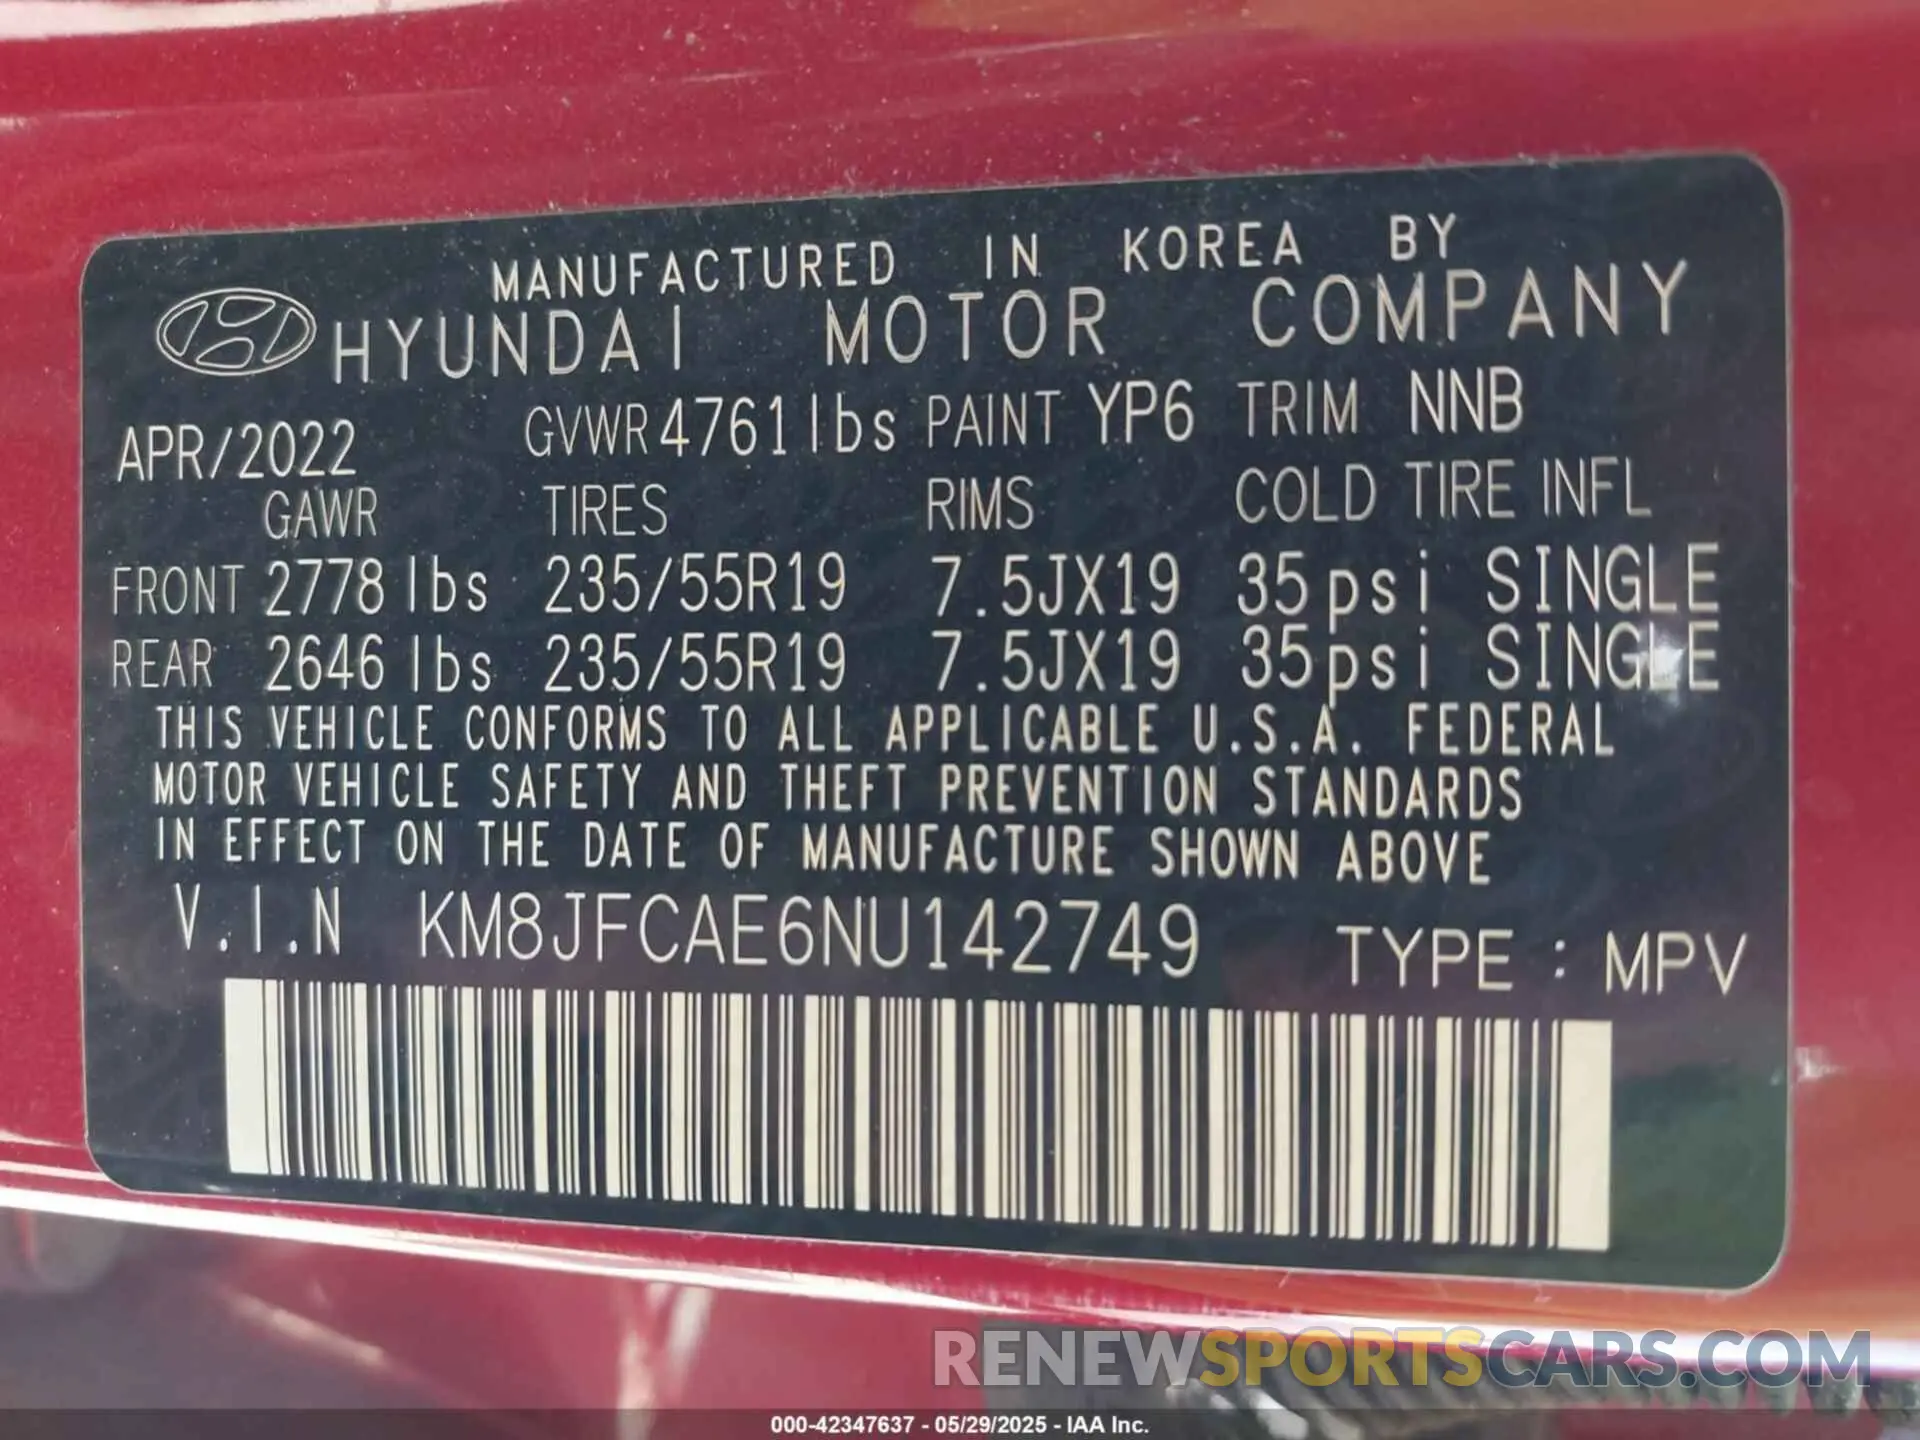 MANUFACTURED IN KOREA BY
HYUNDAI MOTOR COMPANY
APR/2022 GVWR 4761lbs PAINT YP6 TRIM NNB
GAWR TIRES RIMS COLD TIRE INFL
FRONT 2778lbs 235/55R19 7.5JX19 35psi SINGLE
REAR 2646lbs 235/55R19 7.5JX19 35psi SINGLE
THIS VEHICLE CONFORMS TO ALL APPLICABLE U.S.A. FEDERAL
MOTOR VEHICLE SAFETY AND THEFT PREVENTION STANDARDS
IN EFFECT ON THE DATE OF MANUFACTURE SHOWN ABOVE
V.I.N KM8JFCAE6NU142749 TYPE : MPV
RENEWSPORTSCARS.COM
000-42347637 - 05/29/2025 - IAA Inc.